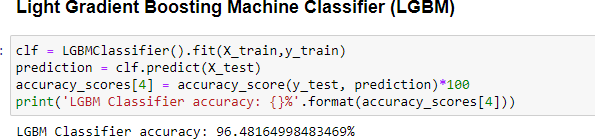 Light Gradient Boosting Machine Classifier (LGBM)
: clf = LGBMClassifier().fit(X_train,y_train)
prediction = clf.predict(X_test)
accuracy_scores[4] = accuracy_score(y_test, prediction)*100
print('LGBM Classifier accuracy: {}%'.format(accuracy_scores[4]))
LGBM Classifier accuracy: 96.48164998483469%